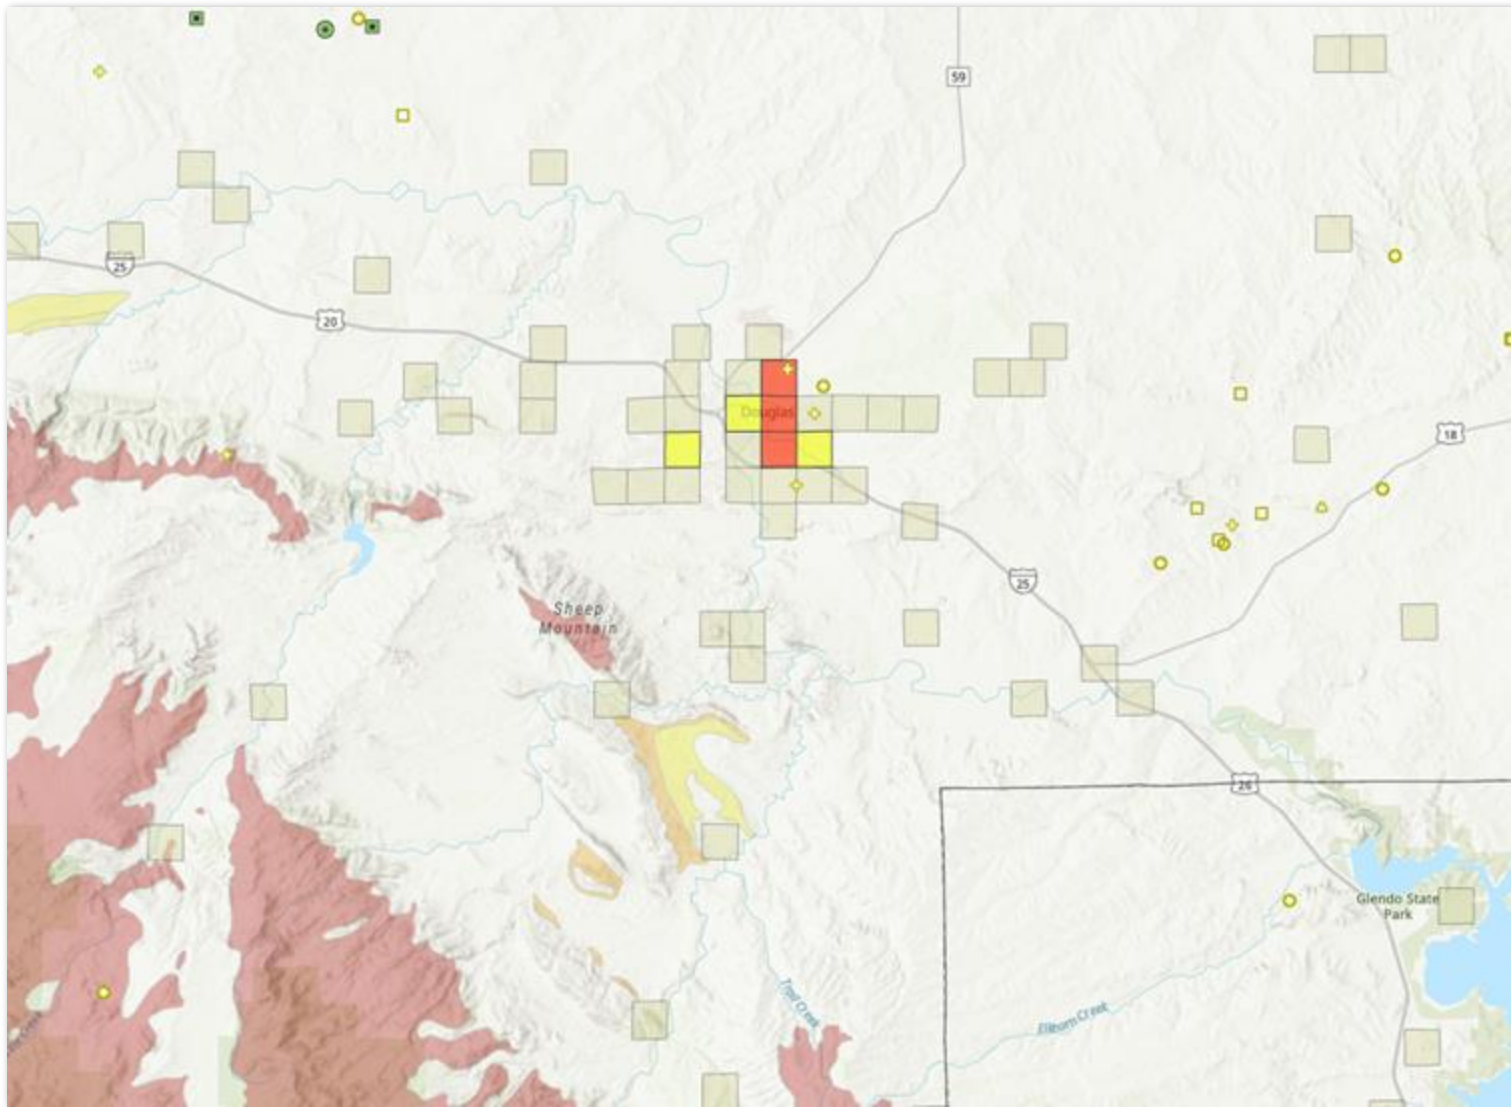 59
25
20
Douglas
18
25
Sheep
Mountain
26
Glendo State
Park
Trail Creek
Elkhorn Creek